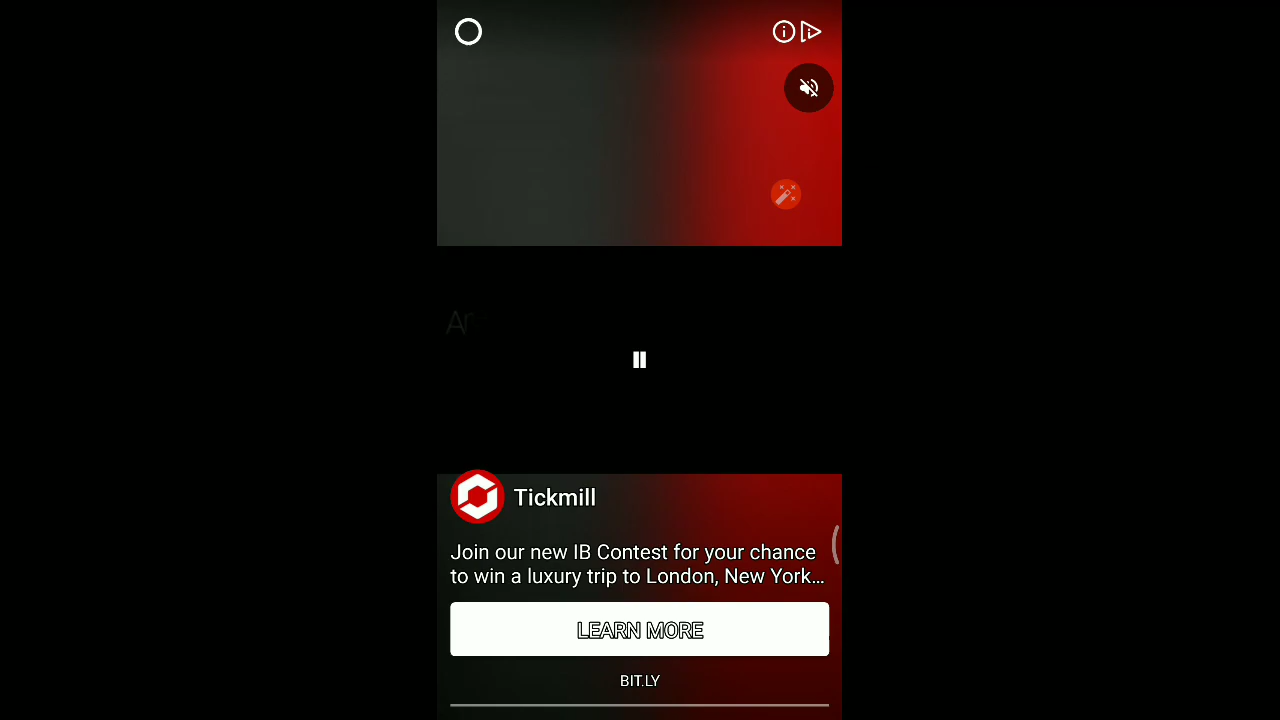 Tickmill
Join our new IB Contest for your chance
to win a luxury trip to London, New York...
LEARN MORE
BIT.LY